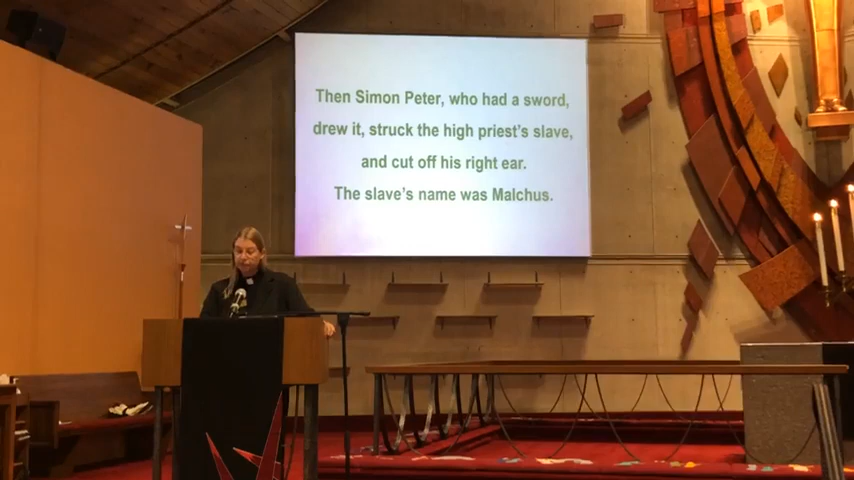 Then Simon Peter, who had a sword,
drew it, struck the high priest's slave,
and cut off his right ear.
The slave's name was Malchus.